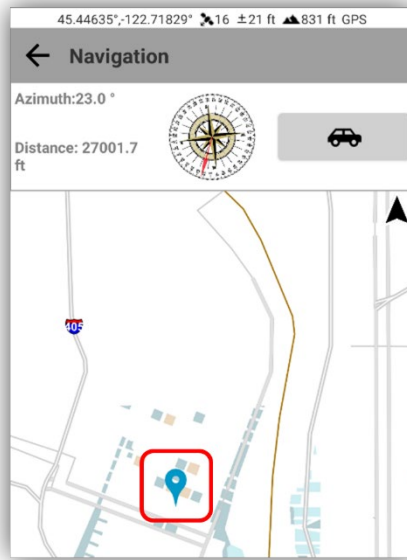 45.44635°,-122.71829° 16 ±21 ft 831 ft GPS
Navigation
Azimuth:23.0 °
Distance: 27001.7
ft
405